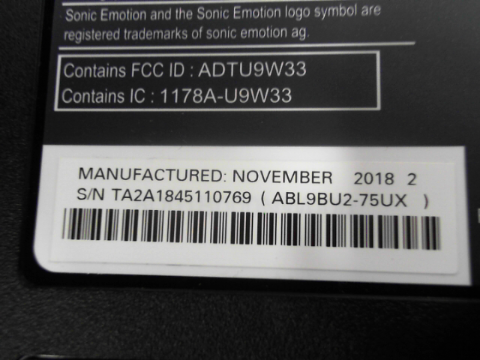 Sonic Emotion and the Sonic Emotion logo symbol are
registered trademarks of sonic emotion ag.
Contains FCC ID : ADTU9W33
Contains IC : 1178A-U9W33
MANUFACTURED: NOVEMBER 2018 2
S/N TA2A1845110769 ( ABL9BU2-75UX )